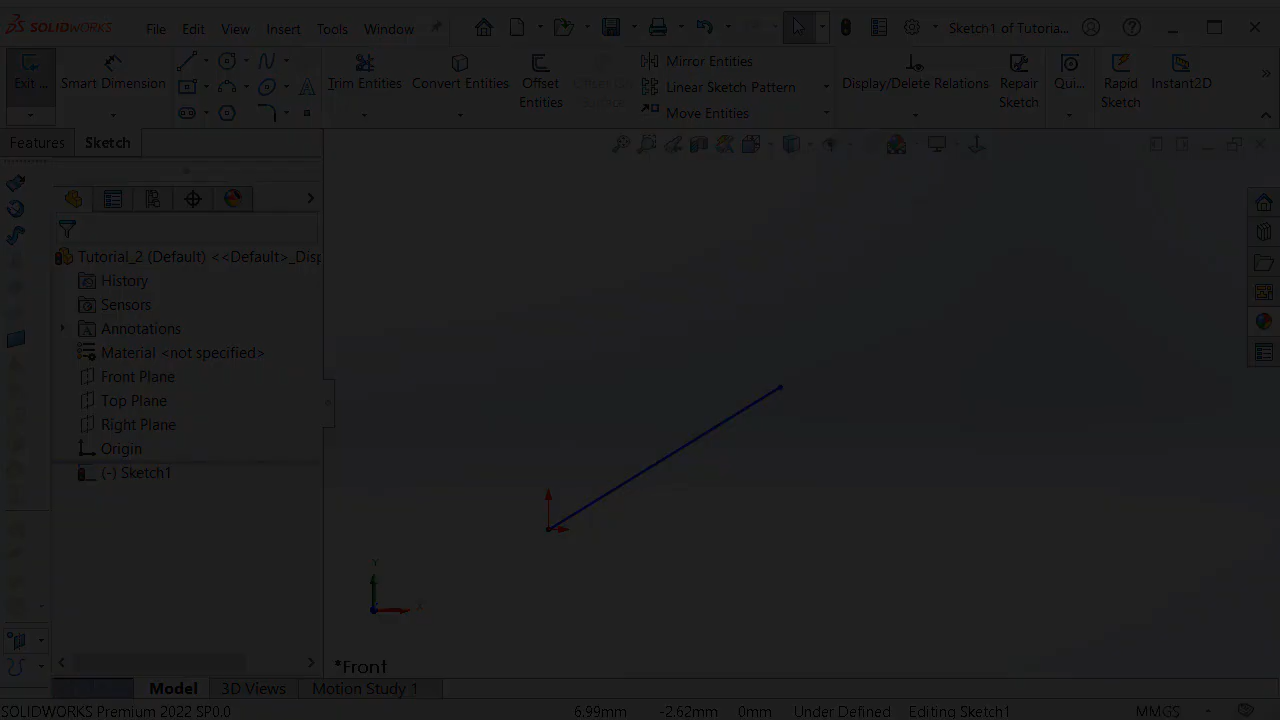 SOLIDWORKS File Edit View Insert Tools Window Sketch1 of Tutoria...
Exit ... Smart Dimension Trim Entities Convert Entities Offset Entities Mirror Entities Display/Delete Relations Repair Sketch Qui... Rapid Sketch Instant2D
Linear Sketch Pattern
Move Entities
Features Sketch
Tutorial_2 (Default) <<Default>_Disp
History
Sensors
Annotations
Material <not specified>
Front Plane
Top Plane
Right Plane
Origin
(-) Sketch1
Y
X
*Front
Model 3D Views Motion Study 1
SOLIDWORKS Premium 2022 SP0.0 6.99mm -2.62mm 0mm Under Defined Editing Sketch1 MMGS